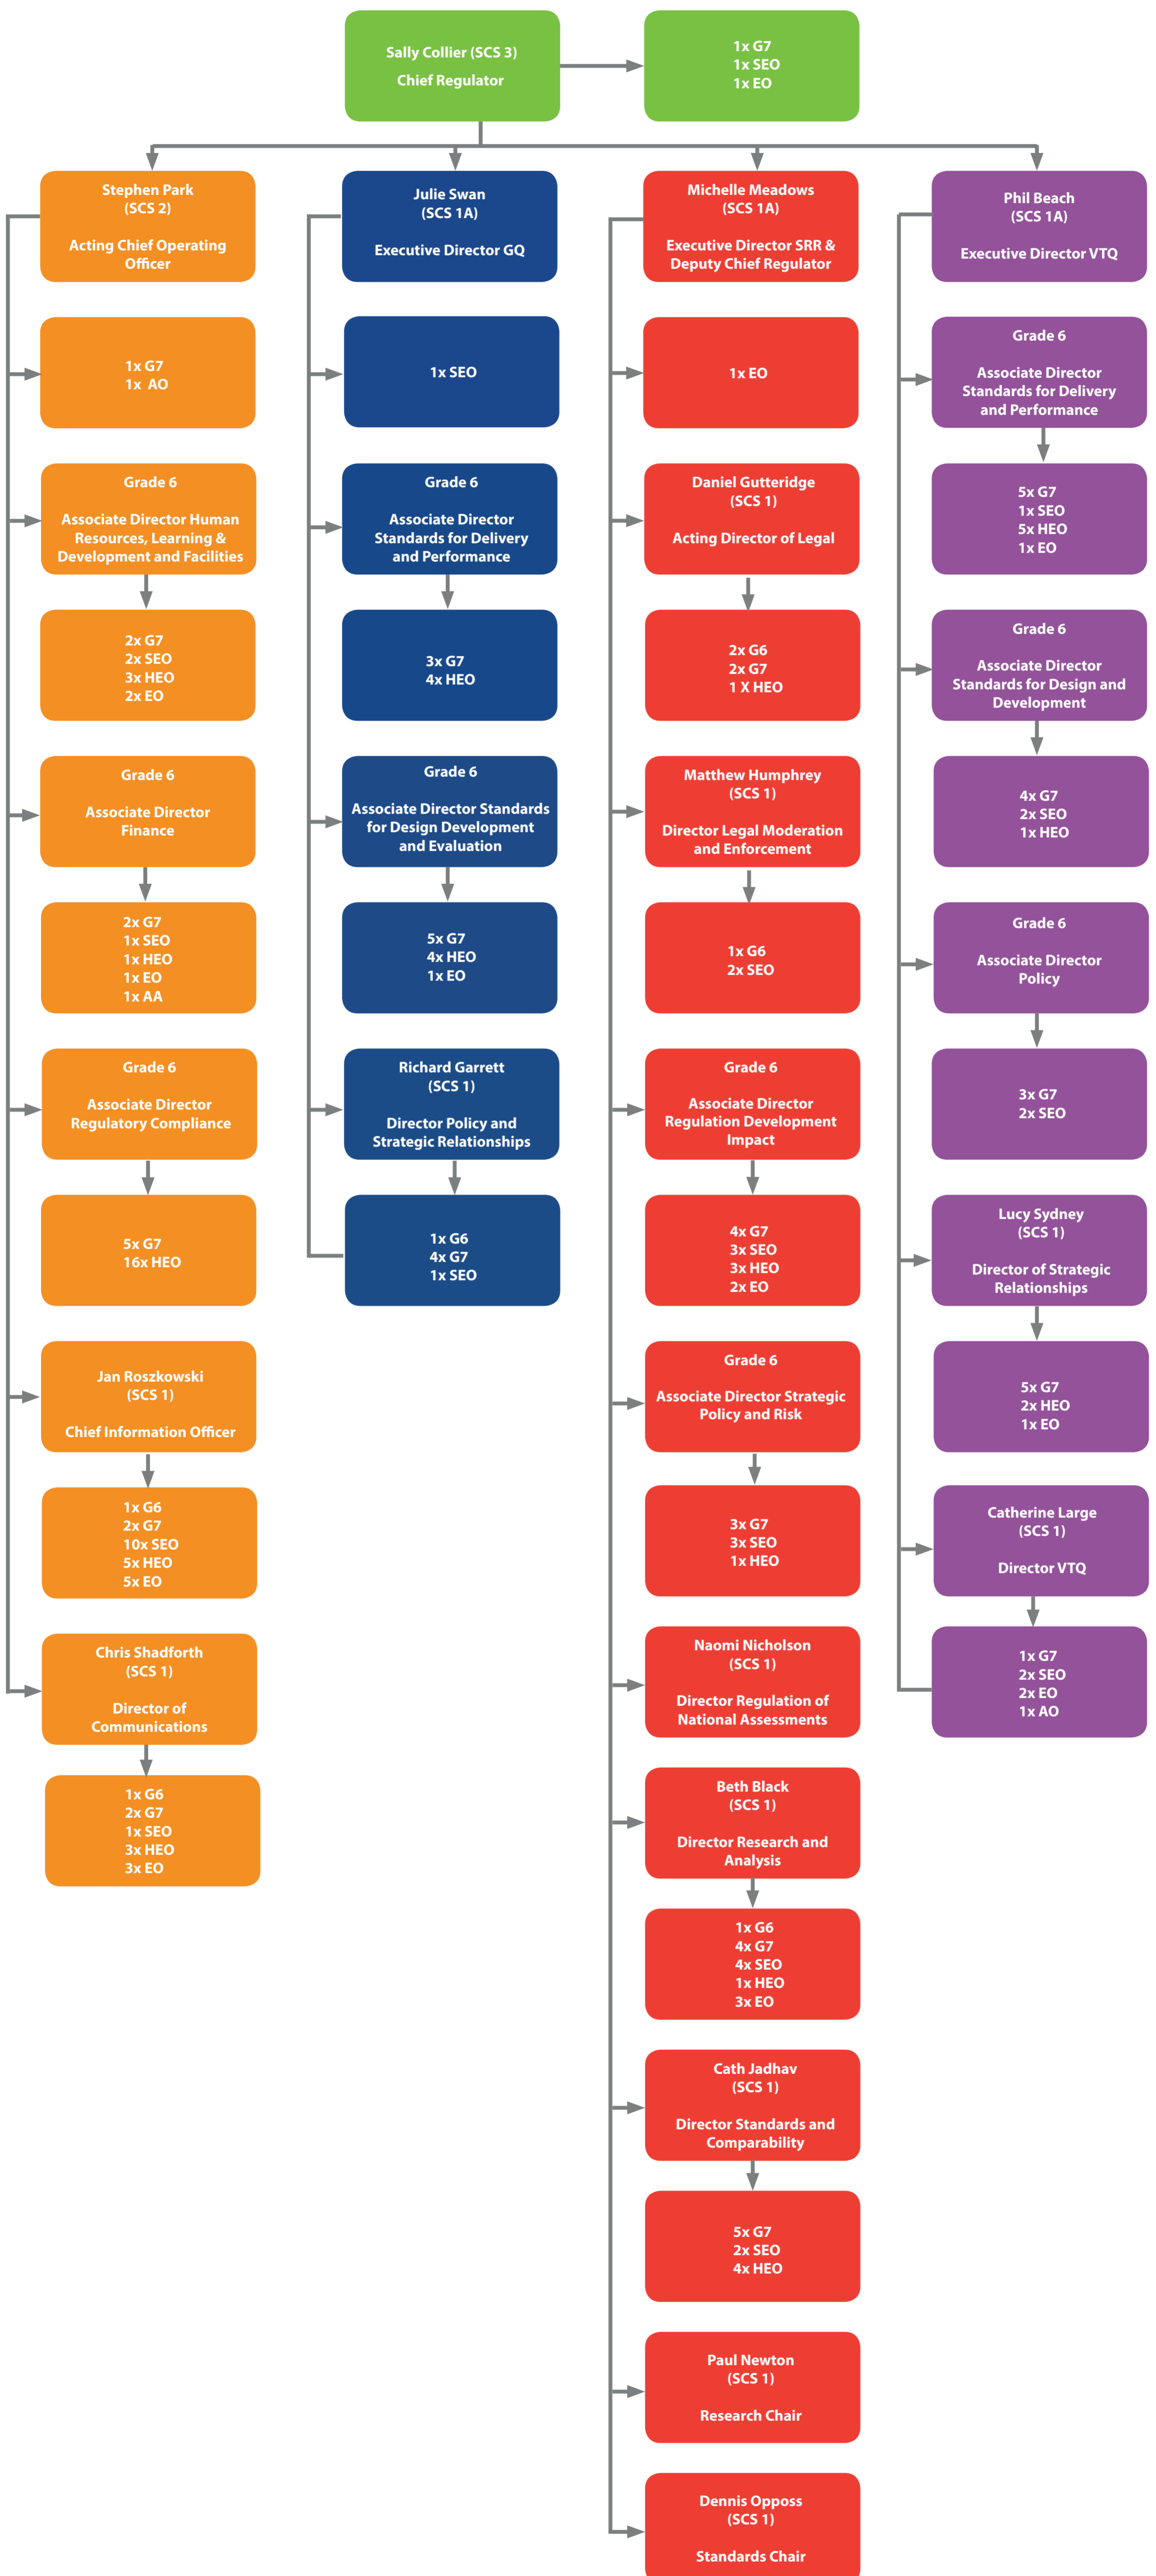 Sally Collier (SCS 3)
Chief Regulator
1x G7
1x SEO
1x EO
Stephen Park
(SCS 2)
Acting Chief Operating
Officer
1x G7
1x AO
Grade 6
Associate Director Human
Resources, Learning &
Development and Facilities
2x G7
2x SEO
3x HEO
2x EO
Grade 6
Associate Director
Finance
2x G7
1x SEO
1x HEO
1x EO
1x AA
Grade 6
Associate Director
Regulatory Compliance
5x G7
16x HEO
Jan Roszkowski
(SCS 1)
Chief Information Officer
1x G6
2x G7
10x SEO
5x HEO
5x EO
Chris Shadforth
(SCS 1)
Director of
Communications
1x G6
2x G7
1x SEO
3x HEO
3x EO
Julie Swan
(SCS 1A)
Executive Director GQ
1x SEO
Grade 6
Associate Director
Standards for Delivery
and Performance
3x G7
4x HEO
Grade 6
Associate Director Standards
for Design Development
and Evaluation
5x G7
4x HEO
1x EO
Richard Garrett
(SCS 1)
Director Policy and
Strategic Relationships
1x G6
4x G7
1x SEO
Michelle Meadows
(SCS 1A)
Executive Director SRR &
Deputy Chief Regulator
1x EO
Daniel Gutteridge
(SCS 1)
Acting Director of Legal
2x G6
2x G7
1 X HEO
Matthew Humphrey
(SCS 1)
Director Legal Moderation
and Enforcement
1x G6
2x SEO
Grade 6
Associate Director
Regulation Development
Impact
4x G7
3x SEO
3x HEO
2x EO
Grade 6
Associate Director Strategic
Policy and Risk
3x G7
3x SEO
1x HEO
Naomi Nicholson
(SCS 1)
Director Regulation of
National Assessments
Beth Black
(SCS 1)
Director Research and
Analysis
1x G6
4x G7
4x SEO
1x HEO
3x EO
Cath Jadhav
(SCS 1)
Director Standards and
Comparability
5x G7
2x SEO
4x HEO
Paul Newton
(SCS 1)
Research Chair
Dennis Opposs
(SCS 1)
Standards Chair
Phil Beach
(SCS 1A)
Executive Director VTQ
Grade 6
Associate Director
Standards for Delivery
and Performance
5x G7
1x SEO
5x HEO
1x EO
Grade 6
Associate Director
Standards for Design and
Development
4x G7
2x SEO
1x HEO
Grade 6
Associate Director
Policy
3x G7
2x SEO
Lucy Sydney
(SCS 1)
Director of Strategic
Relationships
5x G7
2x HEO
1x EO
Catherine Large
(SCS 1)
Director VTQ
1x G7
2x SEO
2x EO
1x AO